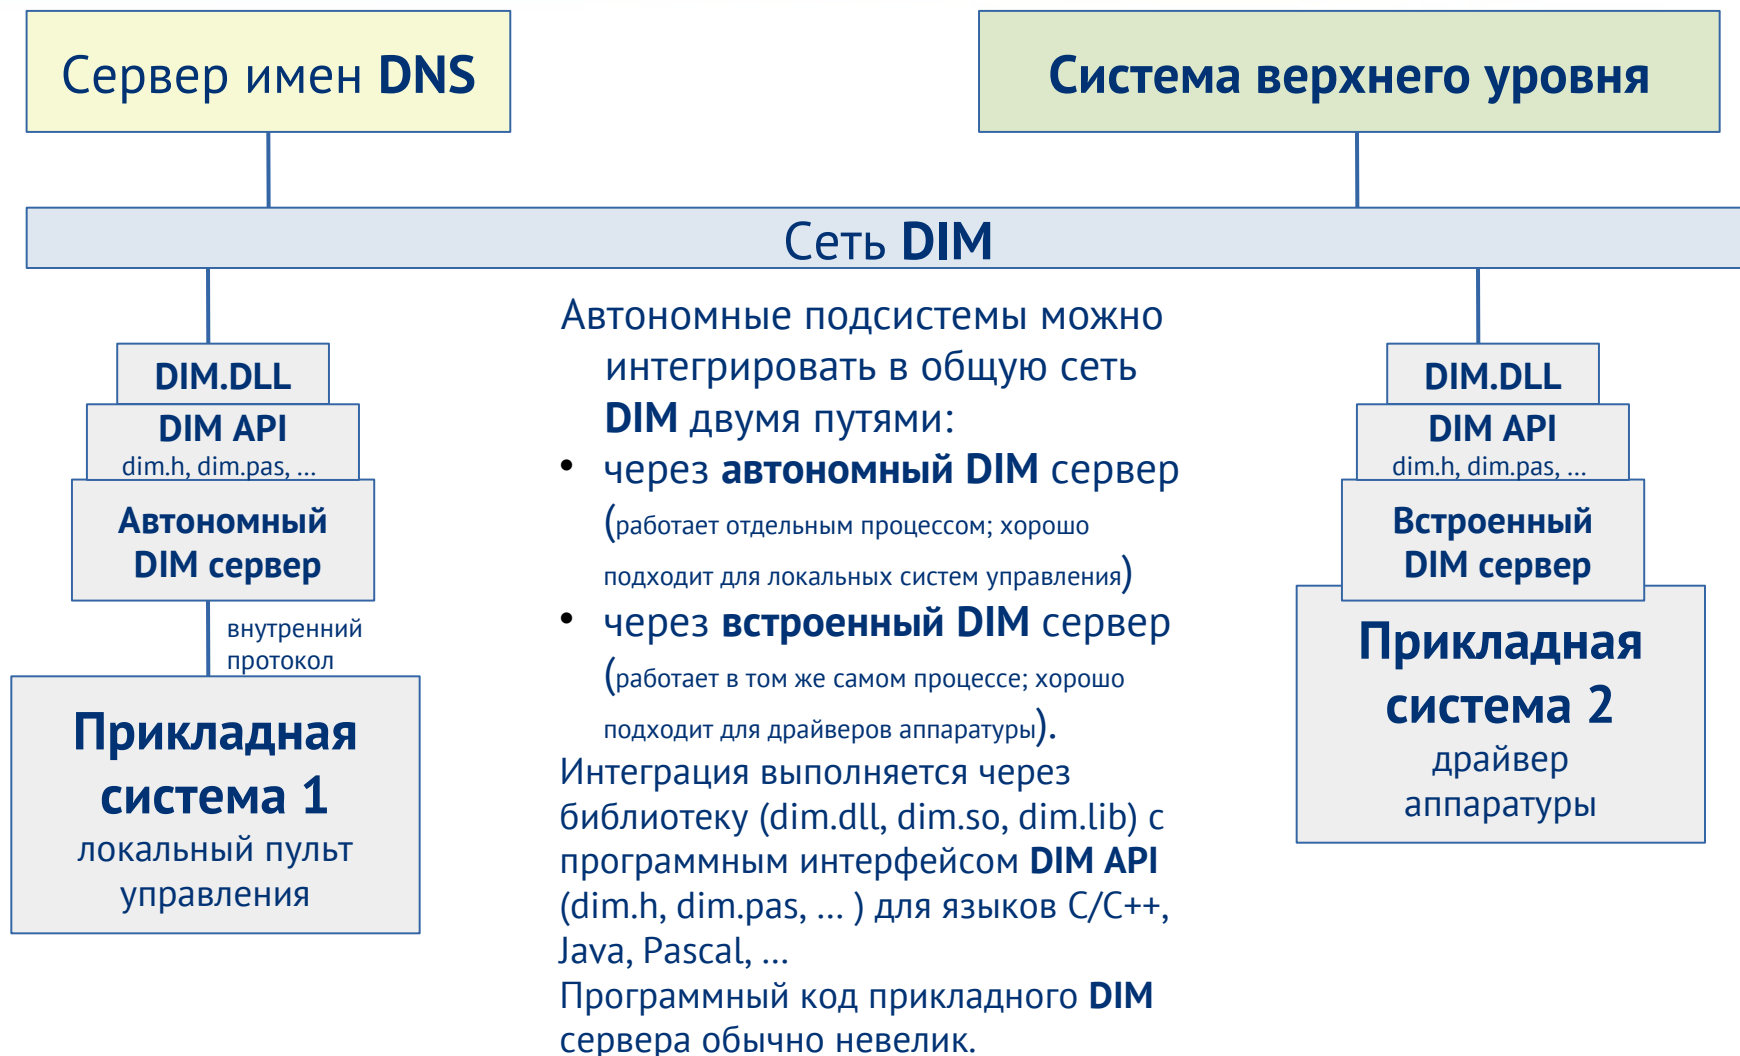 Сервер имен DNS
Система верхнего уровня
Сеть DIM
DIM.DLL
DIM API
dim.h, dim.pas, ...
Автономный
DIM сервер
внутренний
протокол
Прикладная
система 1
локальный пульт
управления
Автономные подсистемы можно
интегрировать в общую сеть
DIM двумя путями:
• через автономный DIM сервер
(работает отдельным процессом; хорошо
подходит для локальных систем управления)
• через встроенный DIM сервер
(работает в том же самом процессе; хорошо
подходит для драйверов аппаратуры).
Интеграция выполняется через
библиотеку (dim.dll, dim.so, dim.lib) с
программным интерфейсом DIM API
(dim.h, dim.pas, ... ) для языков C/C++,
Java, Pascal, ...
Программный код прикладного DIM
сервера обычно невелик.
DIM.DLL
DIM API
dim.h, dim.pas, ...
Встроенный
DIM сервер
Прикладная
система 2
драйвер
аппаратуры